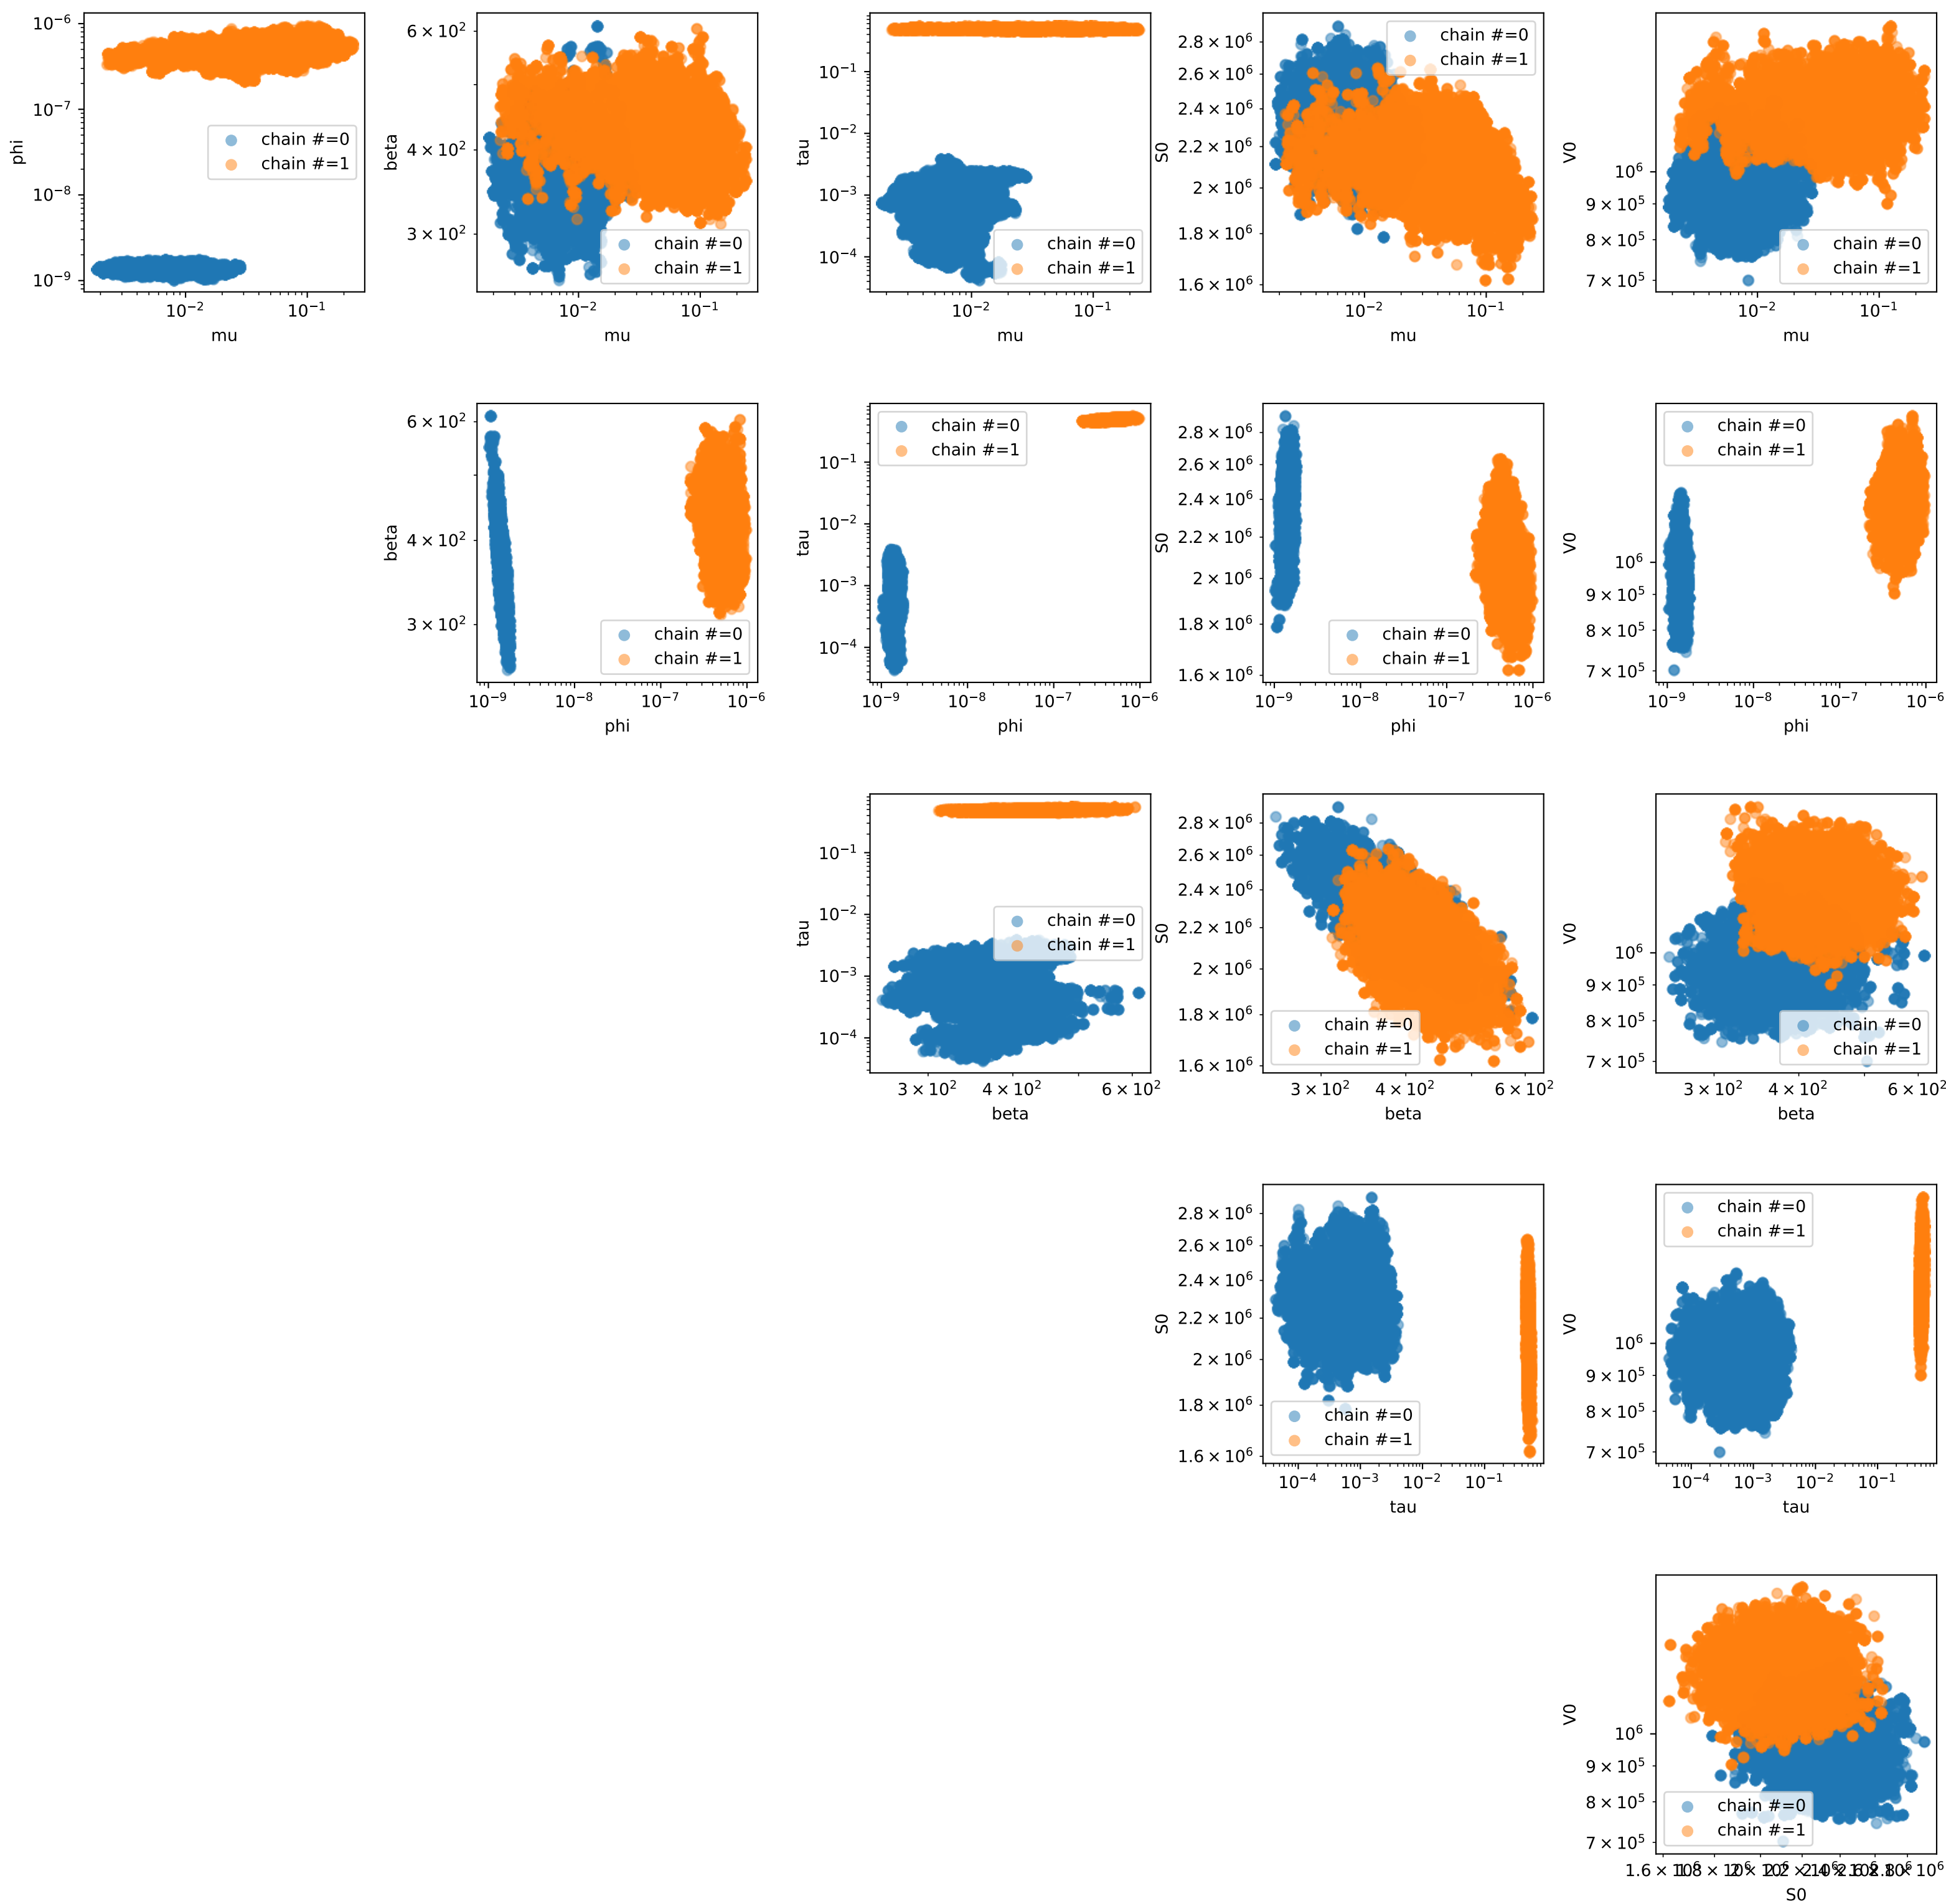 10⁻⁶
10⁻⁷
10⁻⁸
10⁻⁹
phi
chain #=0
chain #=1
10⁻² 10⁻¹
mu
6 × 10²
4 × 10²
3 × 10²
beta
chain #=0
chain #=1
10⁻² 10⁻¹
mu
10⁻¹
10⁻²
10⁻³
10⁻⁴
tau
chain #=0
chain #=1
10⁻² 10⁻¹
mu
2.8 × 10⁶
2.6 × 10⁶
2.4 × 10⁶
2.2 × 10⁶
2 × 10⁶
1.8 × 10⁶
1.6 × 10⁶
S0
chain #=0
chain #=1
10⁻² 10⁻¹
mu
10⁶
9 × 10⁵
8 × 10⁵
7 × 10⁵
V0
chain #=0
chain #=1
10⁻² 10⁻¹
mu
6 × 10²
4 × 10²
3 × 10²
beta
chain #=0
chain #=1
10⁻⁹ 10⁻⁸ 10⁻⁷ 10⁻⁶
phi
10⁻¹
10⁻²
10⁻³
10⁻⁴
tau
chain #=0
chain #=1
10⁻⁹ 10⁻⁸ 10⁻⁷ 10⁻⁶
phi
2.8 × 10⁶
2.6 × 10⁶
2.4 × 10⁶
2.2 × 10⁶
2 × 10⁶
1.8 × 10⁶
1.6 × 10⁶
S0
chain #=0
chain #=1
10⁻⁹ 10⁻⁸ 10⁻⁷ 10⁻⁶
phi
10⁶
9 × 10⁵
8 × 10⁵
7 × 10⁵
V0
chain #=0
chain #=1
10⁻⁹ 10⁻⁸ 10⁻⁷ 10⁻⁶
phi
10⁻¹
10⁻²
10⁻³
10⁻⁴
tau
chain #=0
chain #=1
3 × 10² 4 × 10² 6 × 10²
beta
2.8 × 10⁶
2.6 × 10⁶
2.4 × 10⁶
2.2 × 10⁶
2 × 10⁶
1.8 × 10⁶
1.6 × 10⁶
S0
chain #=0
chain #=1
3 × 10² 4 × 10² 6 × 10²
beta
10⁶
9 × 10⁵
8 × 10⁵
7 × 10⁵
V0
chain #=0
chain #=1
3 × 10² 4 × 10² 6 × 10²
beta
2.8 × 10⁶
2.6 × 10⁶
2.4 × 10⁶
2.2 × 10⁶
2 × 10⁶
1.8 × 10⁶
1.6 × 10⁶
S0
chain #=0
chain #=1
10⁻⁴ 10⁻³ 10⁻² 10⁻¹
tau
10⁶
9 × 10⁵
8 × 10⁵
7 × 10⁵
V0
chain #=0
chain #=1
10⁻⁴ 10⁻³ 10⁻² 10⁻¹
tau
10⁶
9 × 10⁵
8 × 10⁵
7 × 10⁵
V0
chain #=0
chain #=1
S0